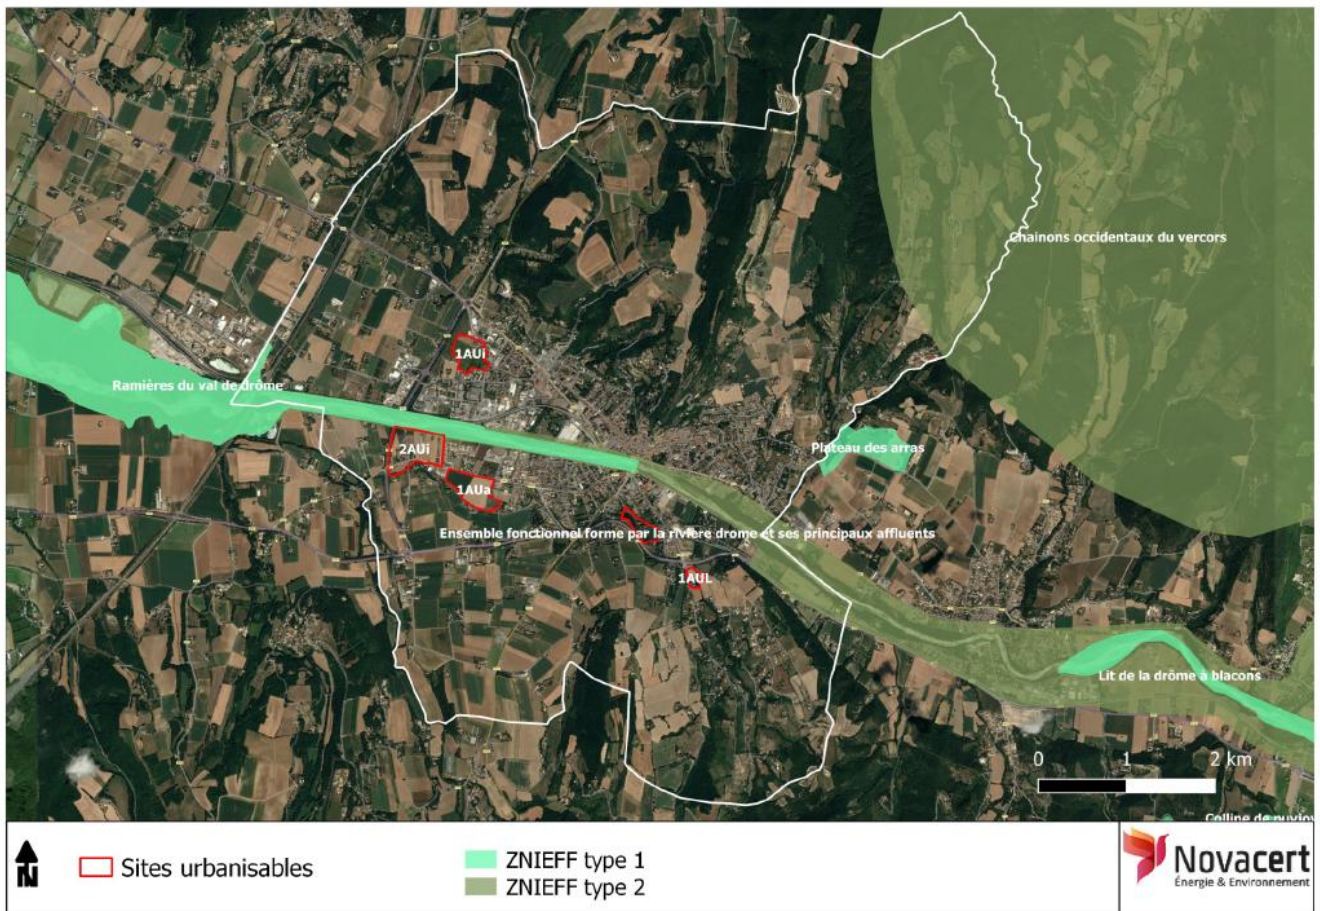 Chainons occidentaux du vercors
1AUi
Ramières du val de drôme
2AUi
Plateau des arras
1AUa
Ensemble fonctionnel forme par la rivière drome et ses principaux affluents
1AUL
Lit de la drôme à blacons
0 1 2 km
Colline de
N
Sites urbanisables
ZNIEFF type 1
ZNIEFF type 2
Novacert
Énergie & Environnement